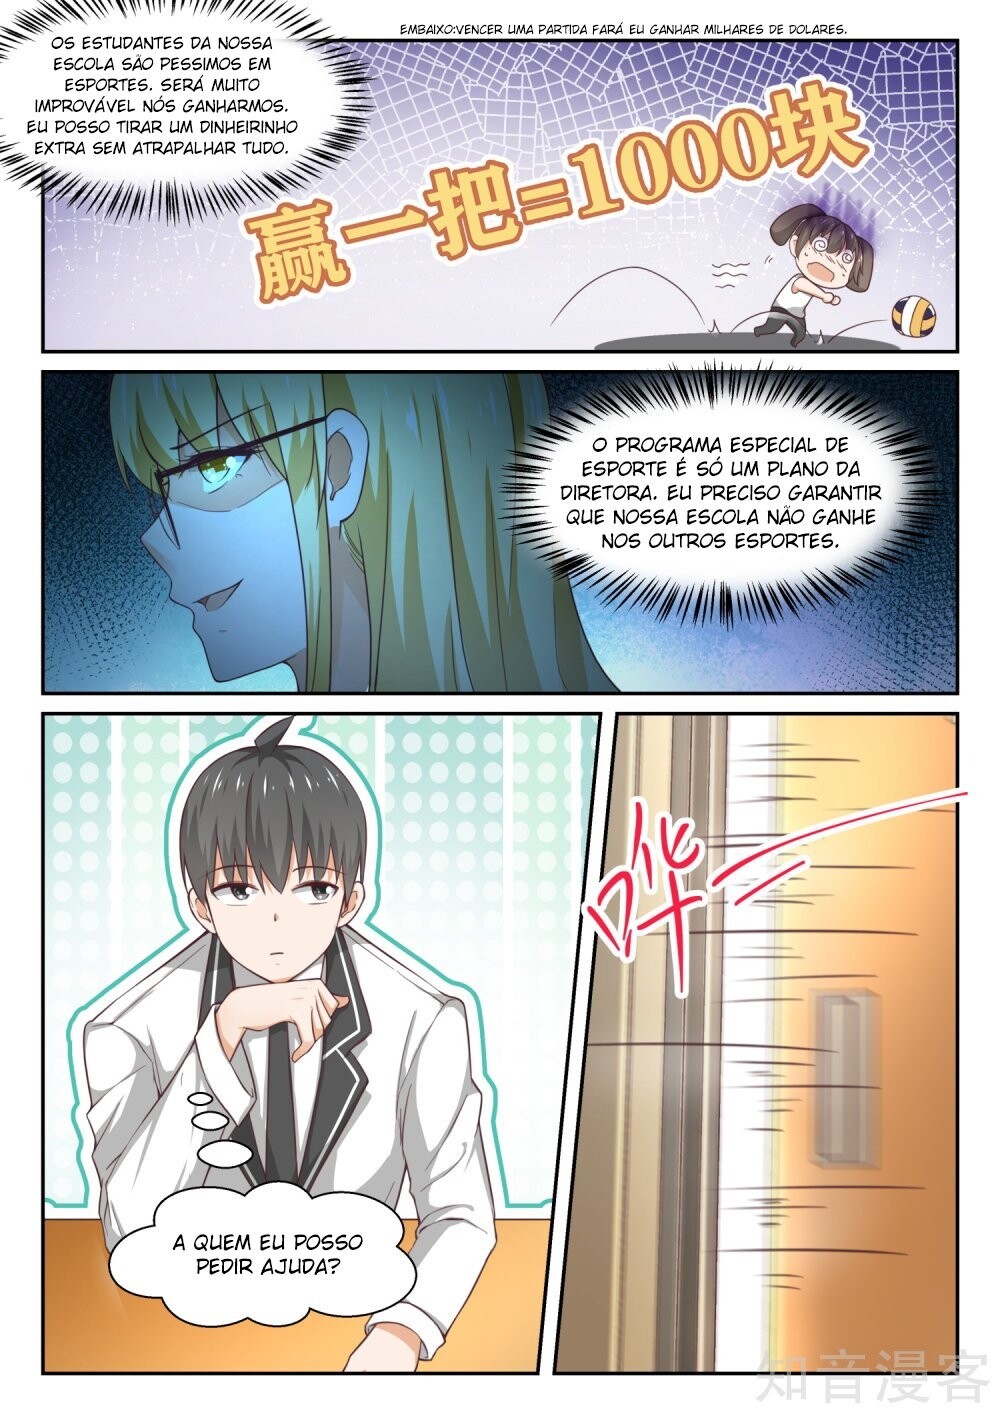 EMBAIXO:VENCER UMA PARTIDA FARÁ EU GANHAR MILHARES DE DOLARES.
OS ESTUDANTES DA NOSSA
ESCOLA SÃO PESSIMOS EM
ESPORTES. SERÁ MUITO
IMPROVÁVEL NÓS GANHARMOS.
EU POSSO TIRAR UM DINHEIRINHO
EXTRA SEM ATRAPALHAR TUDO.
赢一把=1000块
O PROGRAMA ESPECIAL DE
ESPORTE É SÓ UM PLANO DA
DIRETORA. EU PRECISO GARANTIR
QUE NOSSA ESCOLA NÃO GANHE
NOS OUTROS ESPORTES.
A QUEM EU POSSO
PEDIR AJUDA?
哗
知音漫客